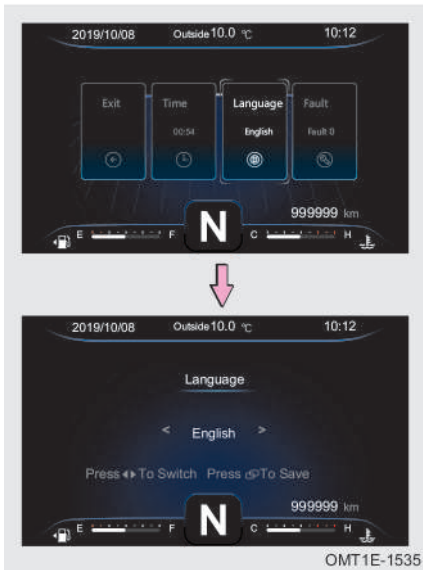 2019/10/08 Outside 10.0 ℃ 10:12
Exit Time Language Fault
00:54 English Fault 0
999999 km
E F N C H
2019/10/08 Outside 10.0 ℃ 10:12
Language
< English >
Press To Switch Press To Save
999999 km
E F N C H
OMT1E-1535